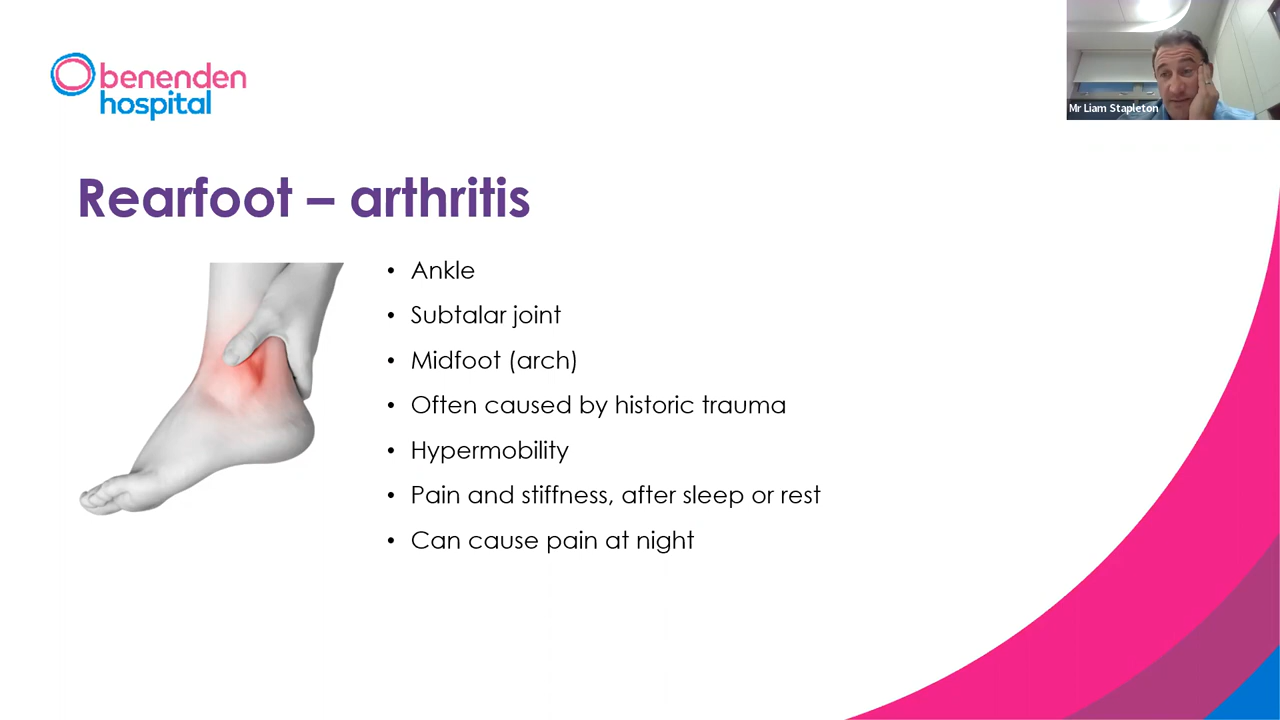 benenden
hospital
Mr Liam Stapleton
Rearfoot – arthritis
• Ankle
• Subtalar joint
• Midfoot (arch)
• Often caused by historic trauma
• Hypermobility
• Pain and stiffness, after sleep or rest
• Can cause pain at night